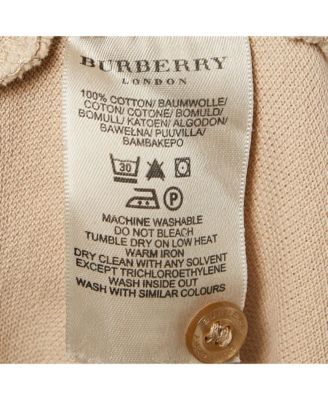 BURBERRY
LONDON
100% COTTON/BAUMWOLLE/
COTON/COTONE/BOMULD/
BOMULL/KATOEN/ALGODON/
BAWEŁNA/PUUVILLA/
BAMBAKEPO
30
P
MACHINE WASHABLE
DO NOT BLEACH
TUMBLE DRY ON LOW HEAT
WARM IRON
DRY CLEAN WITH ANY SOLVENT
EXCEPT TRICHLOROETHYLENE
WASH INSIDE OUT
WASH WITH SIMILAR COLOURS